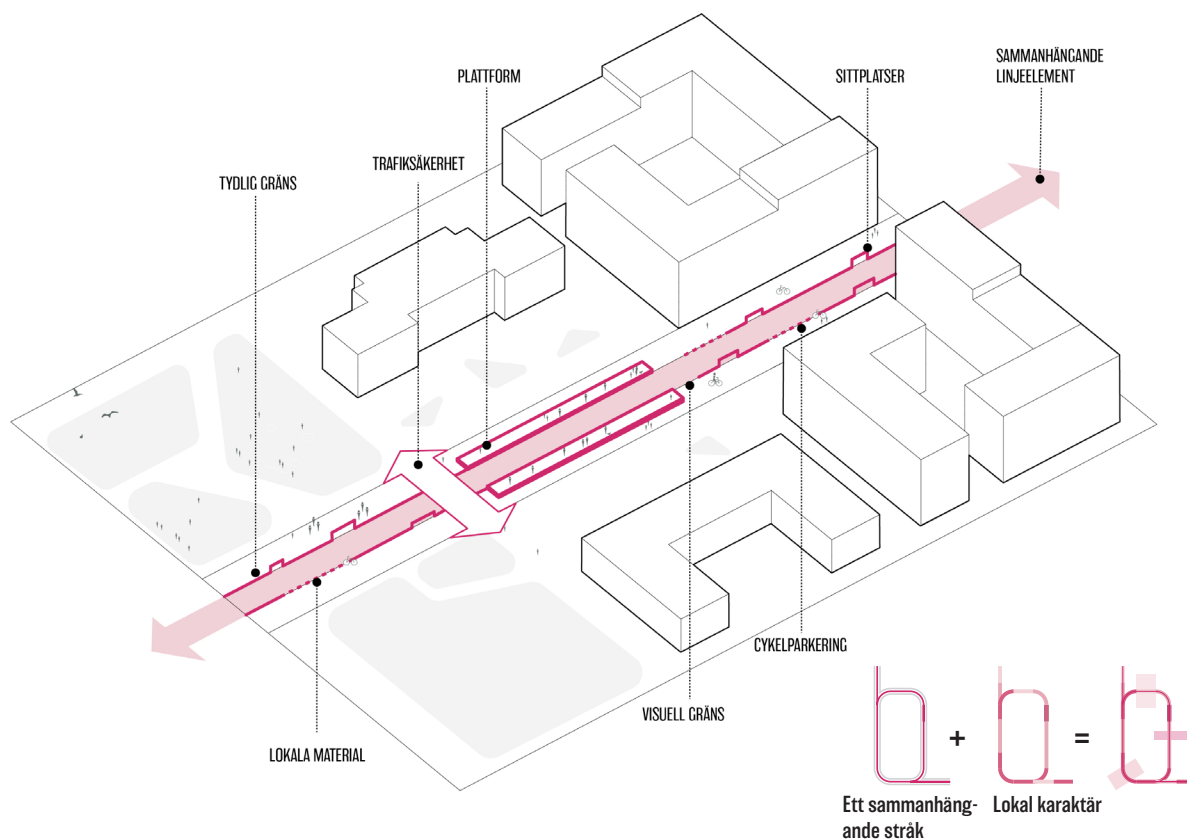 SAMMANHÄNGANDE
LINJEELEMENT
PLATTFORM
SITTPLATSER
TRAFIKSÄKERHET
TYDLIG GRÄNS
CYKELPARKERING
VISUELL GRÄNS
LOKALA MATERIAL
+
=
Ett sammanhäng-
ande stråk
Lokal karaktär